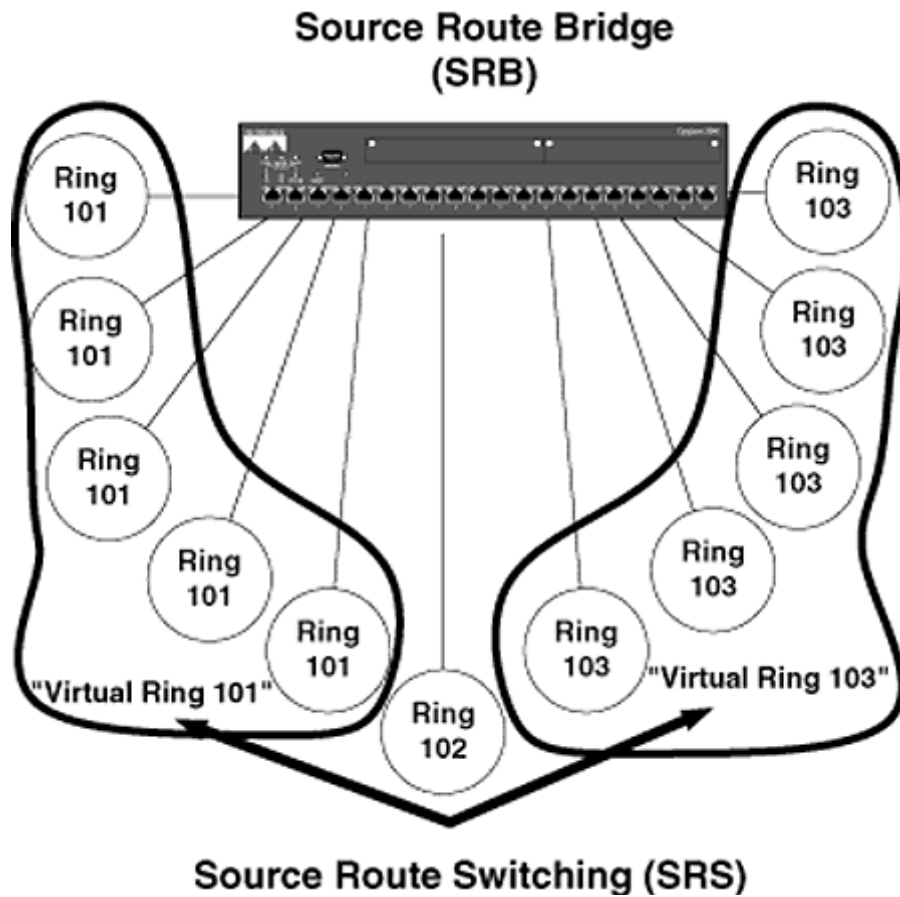 Source Route Bridge
(SRB)
Ring
101
Ring
101
Ring
101
Ring
101
Ring
101
"Virtual Ring 101"
Ring
102
Ring
103
Ring
103
Ring
103
Ring
103
Ring
103
"Virtual Ring 103"
Source Route Switching (SRS)